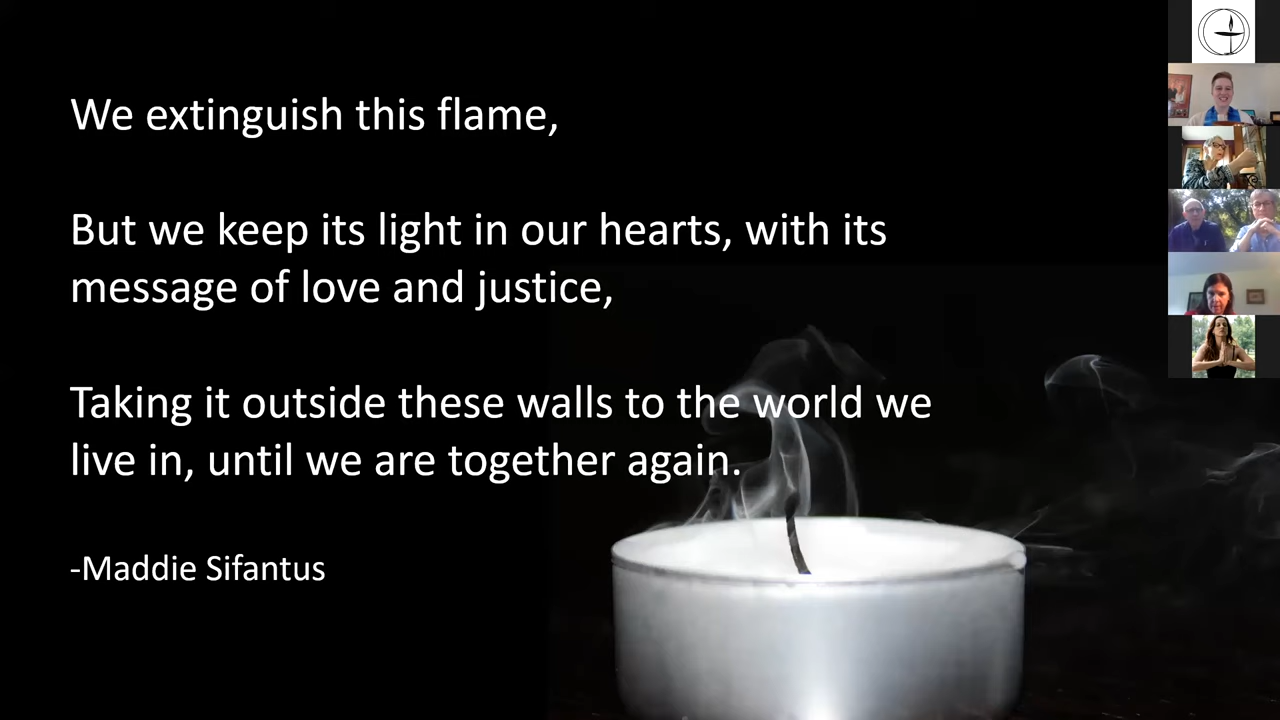 We extinguish this flame,
But we keep its light in our hearts, with its
message of love and justice,
Taking it outside these walls to the world we
live in, until we are together again.
-Maddie Sifantus